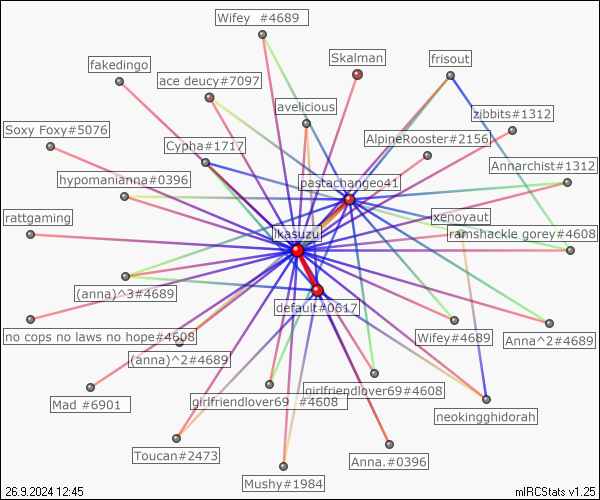 Wifey  #4689
Skalman
frisout
fakedingo
ace deucy#7097
avelicious
zibbits#1312
Soxy Foxy#5076
Cypha#1717
AlpineRooster#2156
Annarchist#1312
hypomanianna#0396
pastachangeo41
rattgaming
xenoyaut
ikasuzu
ramshackle gorey#4608
(anna)^3#4689
default#0617
no cops no laws no hope#4608
Wifey#4689
Anna^2#4689
(anna)^2#4689
girlfriendlover69#4608
Mad #6901
girlfriendlover69  #4608
neokingghidorah
Toucan#2473
Anna.#0396
Mushy#1984
26.9.2024 12:45
mIRCStats v1.25